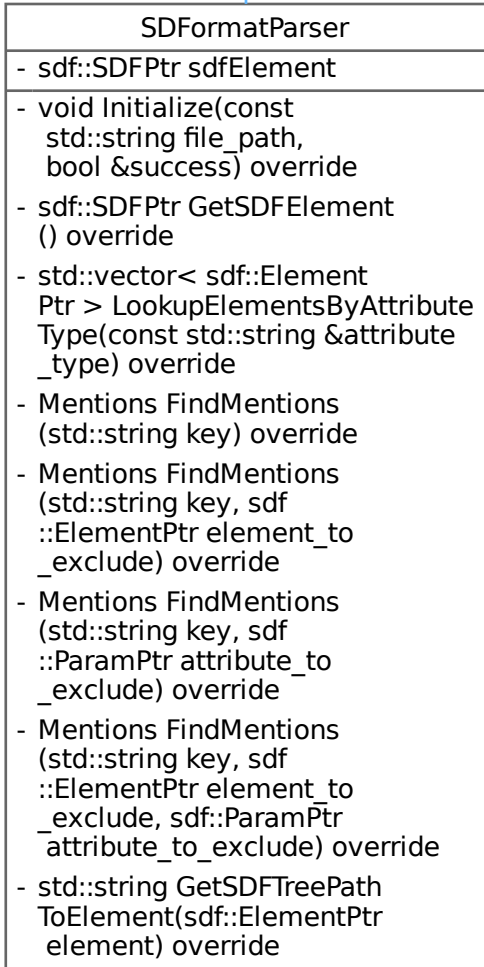 SDFormatParser
- sdf::SDFPtr sdfElement
- void Initialize(const
std::string file_path,
bool &success) override
- sdf::SDFPtr GetSDFElement
() override
- std::vector< sdf::Element
Ptr > LookupElementsByAttribute
Type(const std::string &attribute
_type) override
- Mentions FindMentions
(std::string key) override
- Mentions FindMentions
(std::string key, sdf
::ElementPtr element_to
_exclude) override
- Mentions FindMentions
(std::string key, sdf
::ParamPtr attribute_to
_exclude) override
- Mentions FindMentions
(std::string key, sdf
::ElementPtr element_to
_exclude, sdf::ParamPtr
attribute_to_exclude) override
- std::string GetSDFTreePath
ToElement(sdf::ElementPtr
element) override